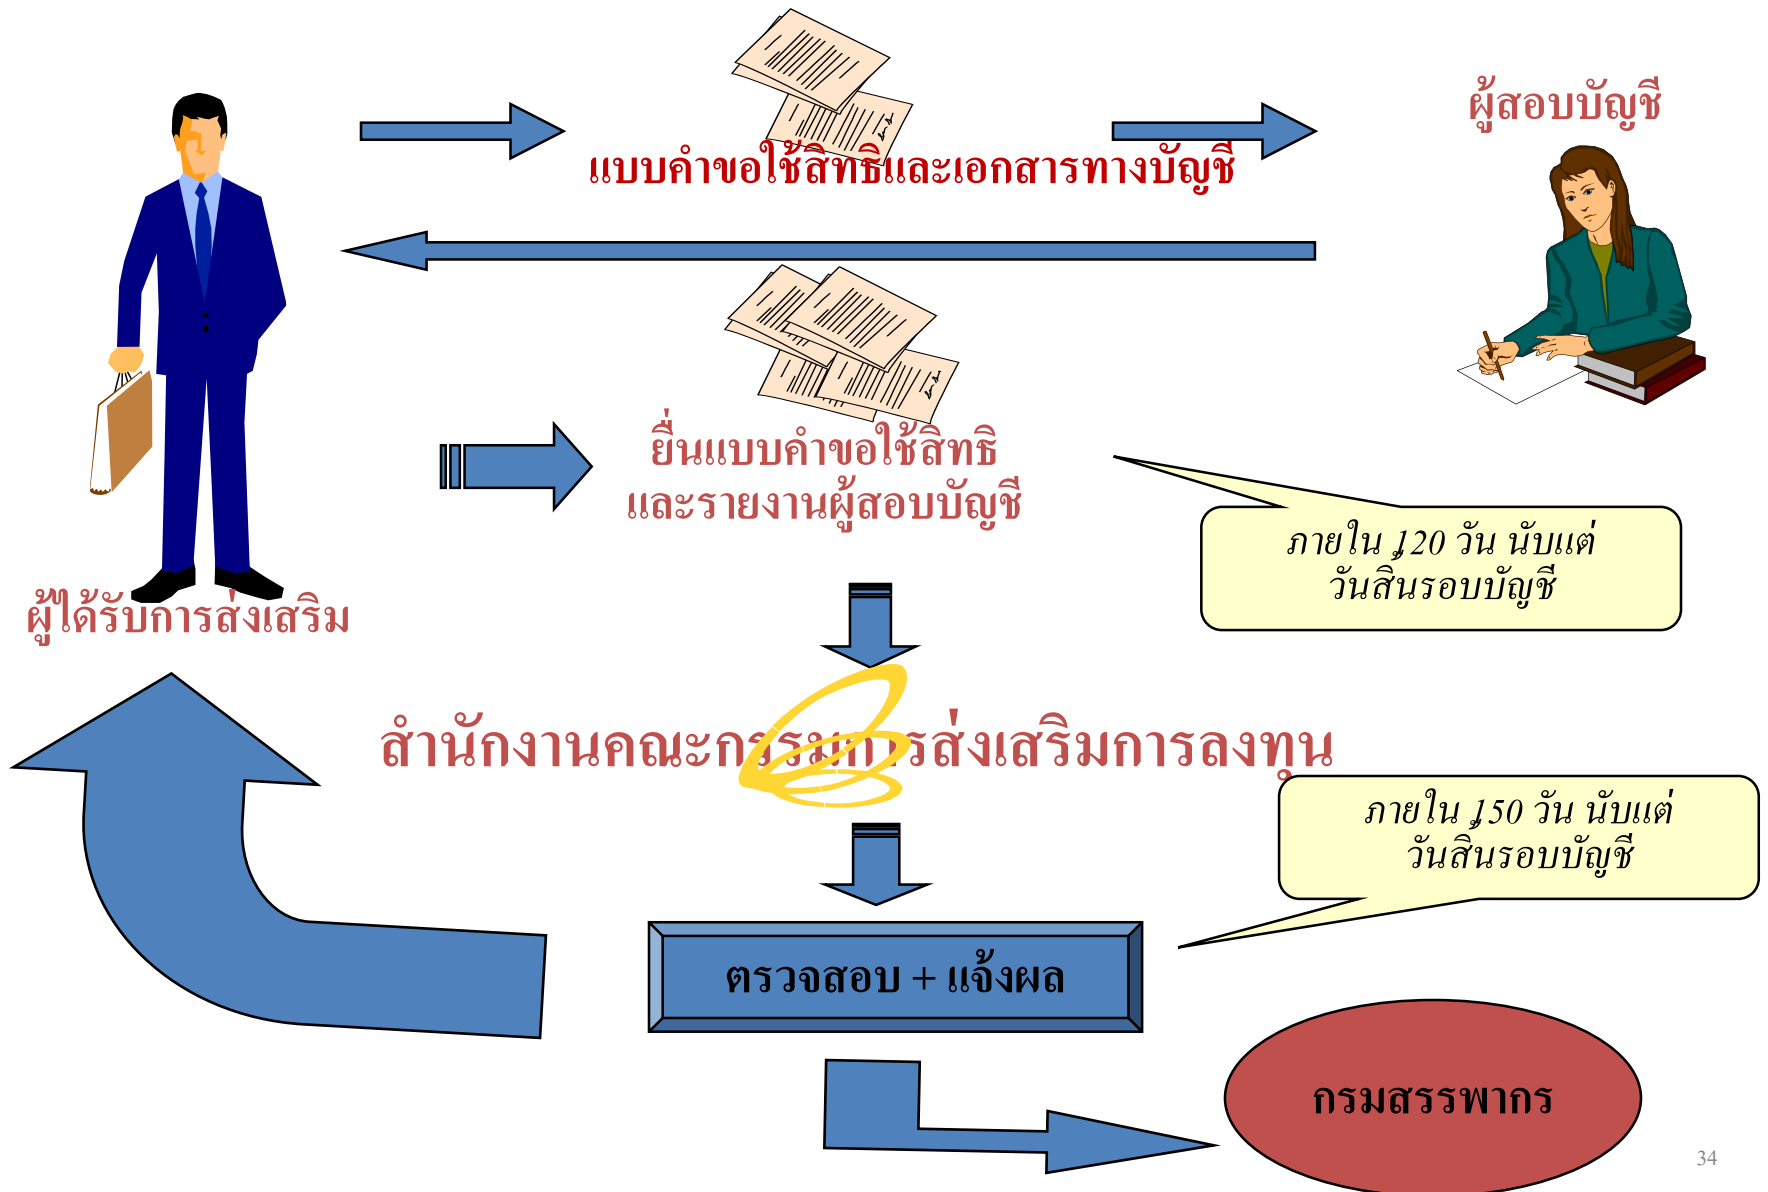 ผู้สอบบัญชี
แบบคำขอใช้สิทธิและเอกสารทางบัญชี
ยื่นแบบคำขอใช้สิทธิ
และรายงานผู้สอบบัญชี
ภายใน 120 วัน นับแต่
วันสิ้นรอบบัญชี
ผู้ได้รับการส่งเสริม
สำนักงานคณะกรรมการส่งเสริมการลงทุน
ภายใน 150 วัน นับแต่
วันสิ้นรอบบัญชี
ตรวจสอบ + แจ้งผล
กรมสรรพากร
34